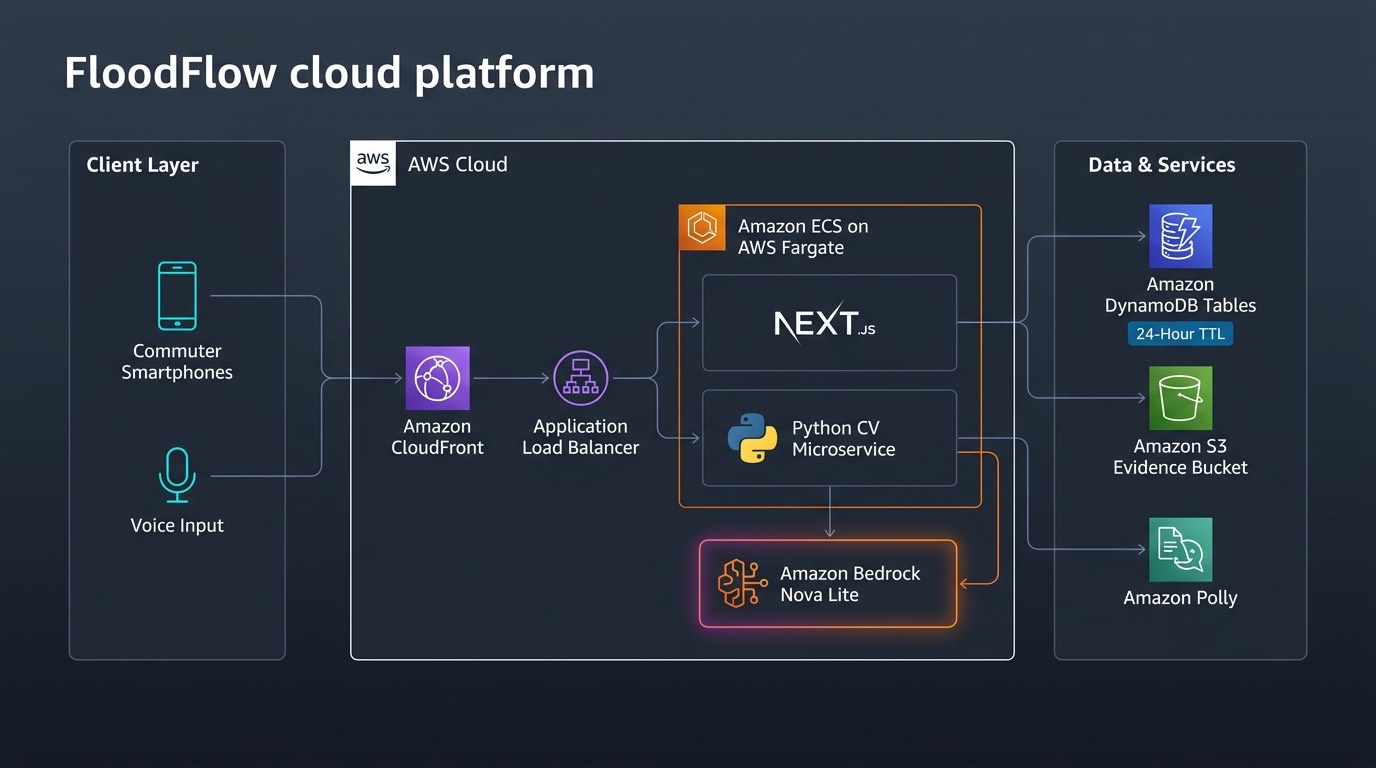 FloodFlow cloud platform
Client Layer
Commuter
Smartphones
Voice Input
aws
AWS Cloud
Amazon
CloudFront
Application
Load Balancer
Amazon ECS on
AWS Fargate
NEXT.JS
Python CV
Microservice
Amazon Bedrock
Nova Lite
Data & Services
Amazon
DynamoDB Tables
24-Hour TTL
Amazon S3
Evidence Bucket
Amazon Polly